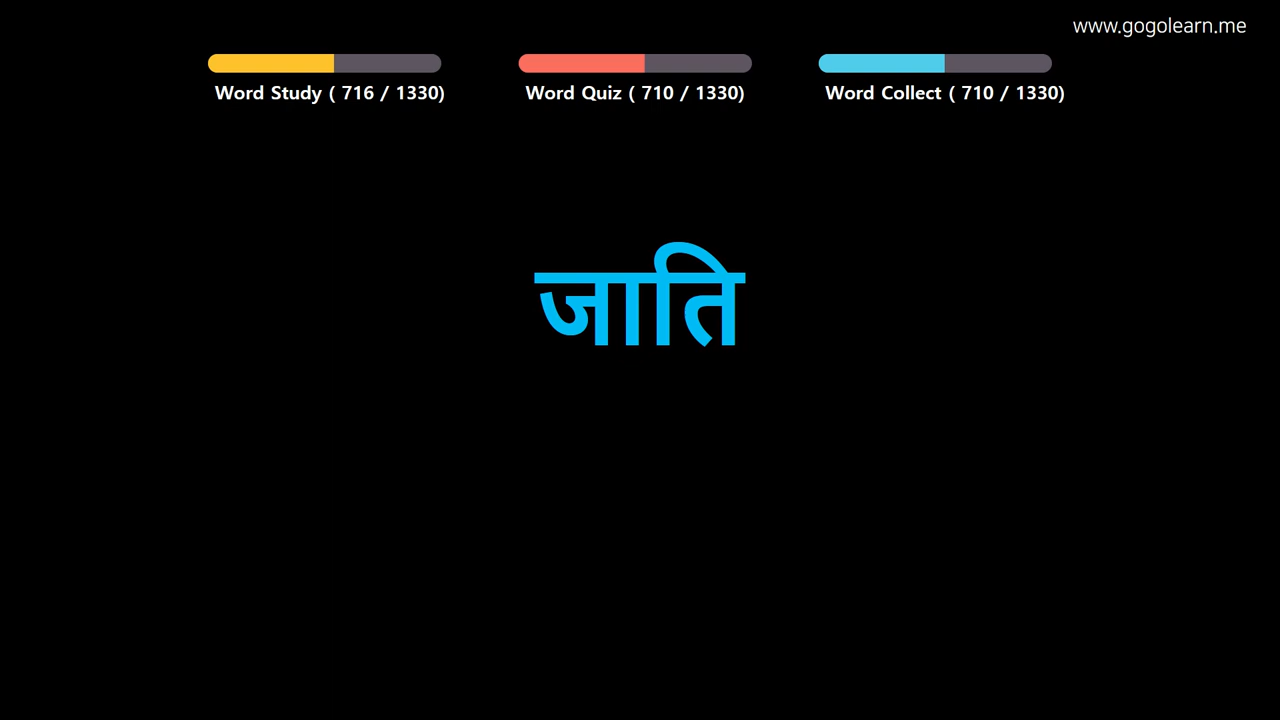 www.gogolearn.me
Word Study ( 716 / 1330)
Word Quiz ( 710 / 1330)
Word Collect ( 710 / 1330)
जाति